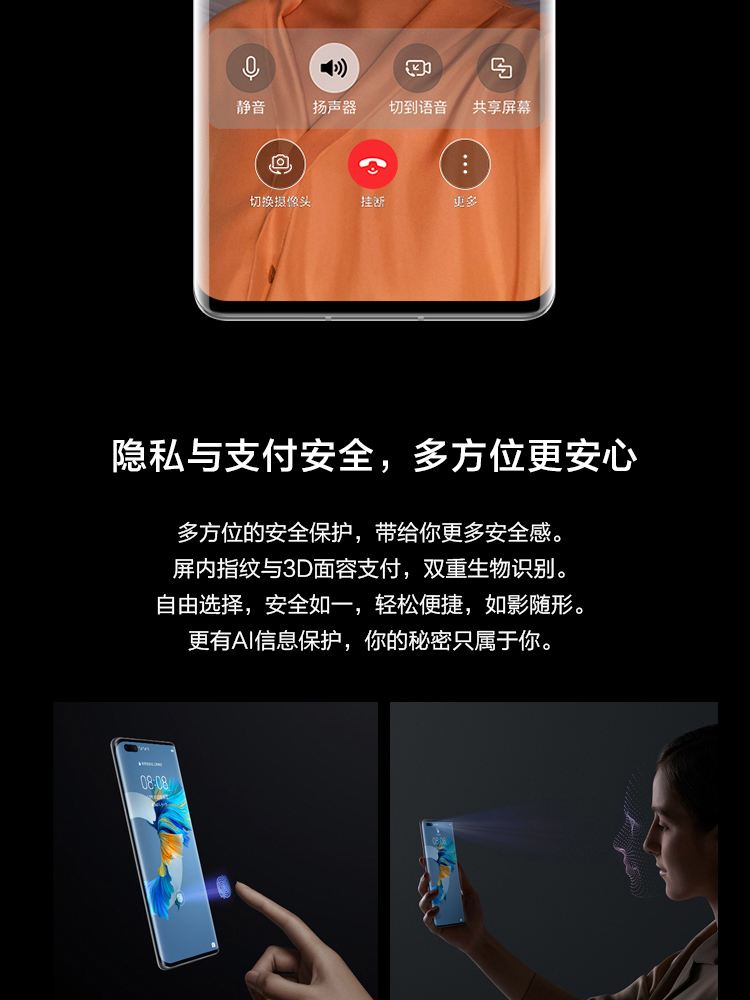 静音 扬声器 切到语音 共享屏幕
切换摄像头 挂断 更多
隐私与支付安全，多方位更安心
多方位的安全保护，带给你更多安全感。
屏内指纹与3D面容支付，双重生物识别。
自由选择，安全如一，轻松便捷，如影随形。
更有AI信息保护，你的秘密只属于你。
08:08